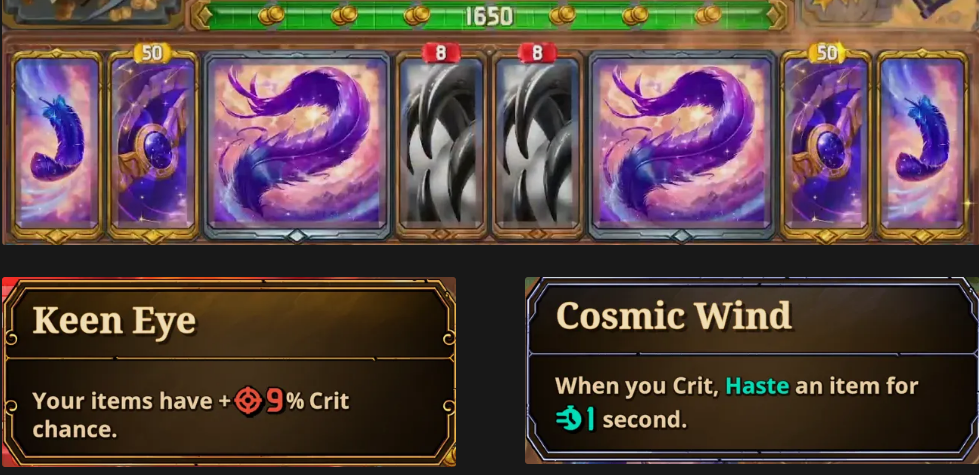 1650
50
8
8
50
Keen Eye
Your items have + 9% Crit
chance.
Cosmic Wind
When you Crit, Haste an item for
1 second.